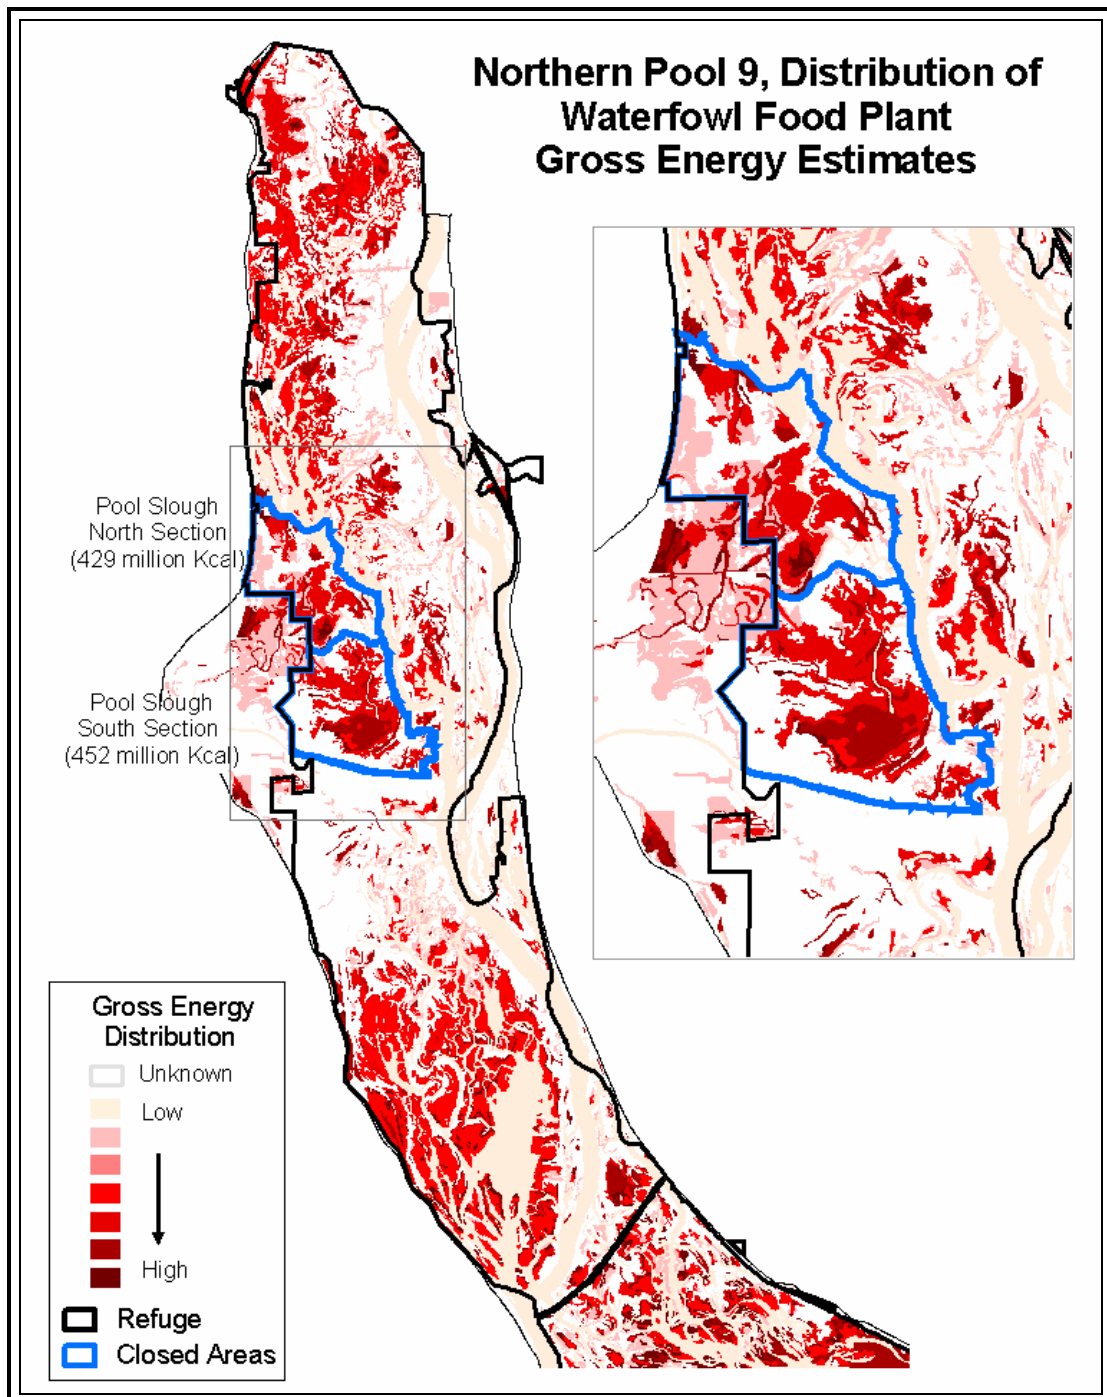 Northern Pool 9, Distribution of
Waterfowl Food Plant
Gross Energy Estimates
Pool Slough
North Section
(429 million Kcal)
Pool Slough
South Section
(452 million Kcal)
Gross Energy
Distribution
Unknown
Low
High
Refuge
Closed Areas